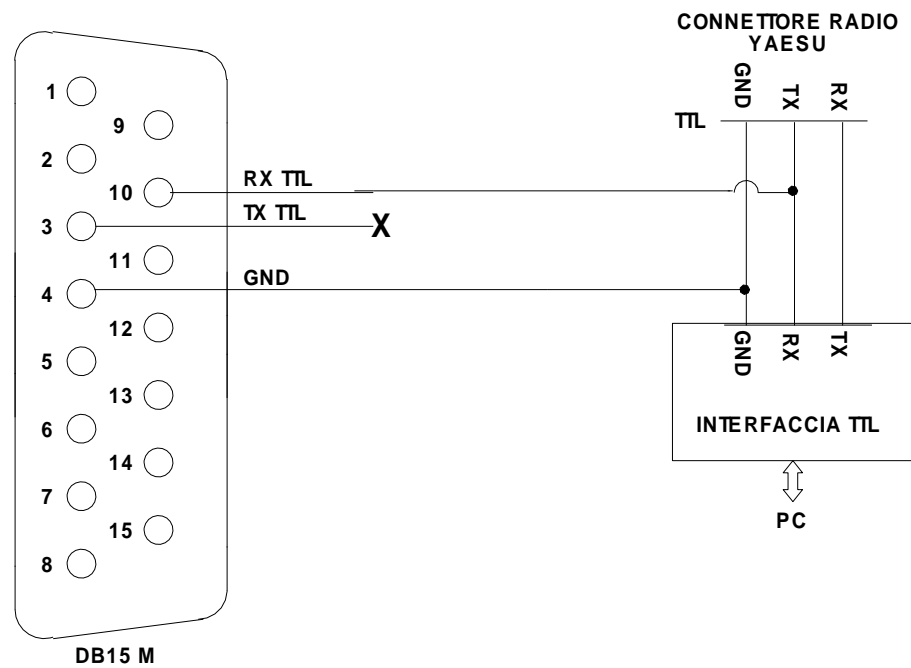 CONNETTORE RADIO
YAESU
GND TX RX
TTL
1
9
2
10
RX TTL
3
TX TTL
X
11
4
GND
12
5
GND RX TX
13
6
INTERFACCIA TTL
14
7
15
PC
8
DB15 M